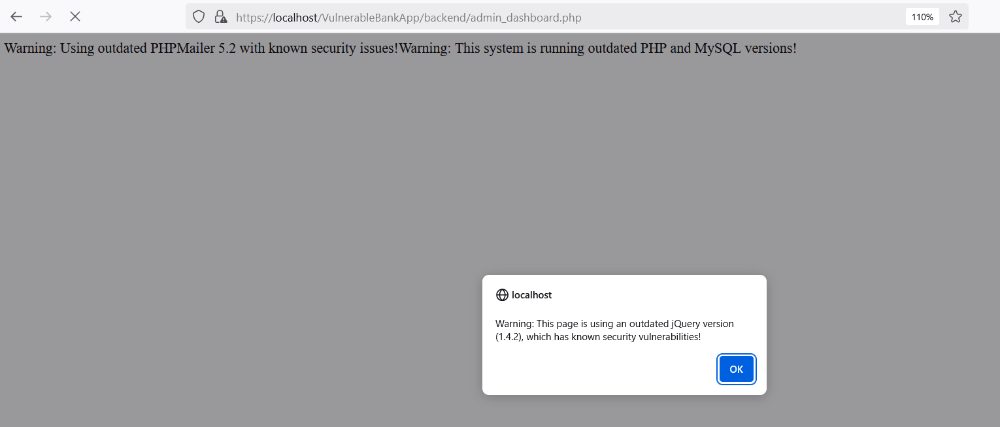 https://localhost/VulnerableBankApp/backend/admin_dashboard.php
110%
Warning: Using outdated PHPMailer 5.2 with known security issues!Warning: This system is running outdated PHP and MySQL versions!
localhost
Warning: This page is using an outdated jQuery version
(1.4.2), which has known security vulnerabilities!
OK